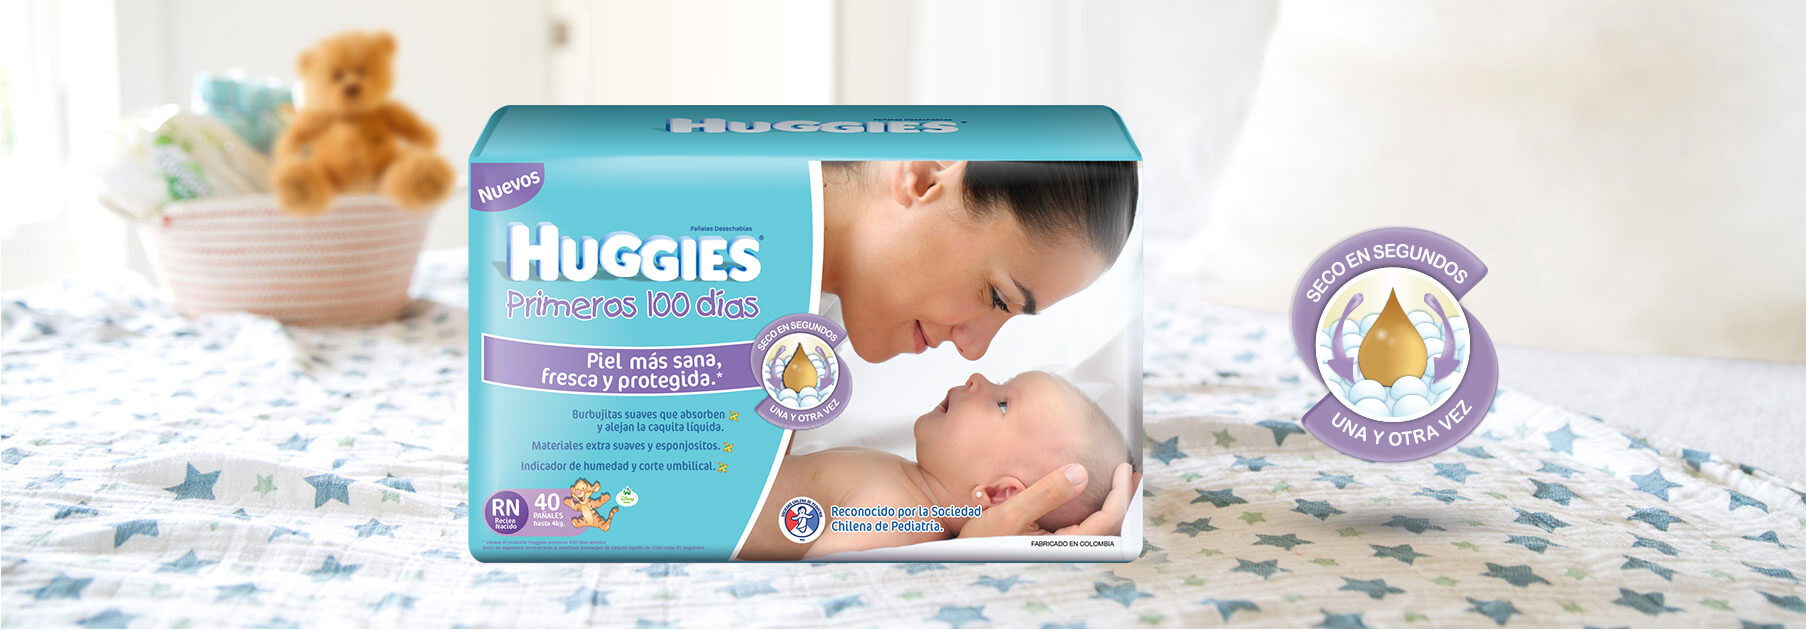 Pañales Desechables
HUGGIES
Nuevos
Pañales Desechables
HUGGIES®
Primeros 100 días
Piel más sana,
fresca y protegida.*
SECO EN SEGUNDOS
UNA Y OTRA VEZ
Burbujitas suaves que absorben
y alejan la caquita líquida.
Materiales extra suaves y esponjositos.
Indicador de humedad y corte umbilical.
RN
Recien
Nacido
40
PAÑALES
hasta 4kg.
Reconocido por la Sociedad
Chilena de Pediatría.
FABRICADO EN COLOMBIA
SECO EN SEGUNDOS
UNA Y OTRA VEZ